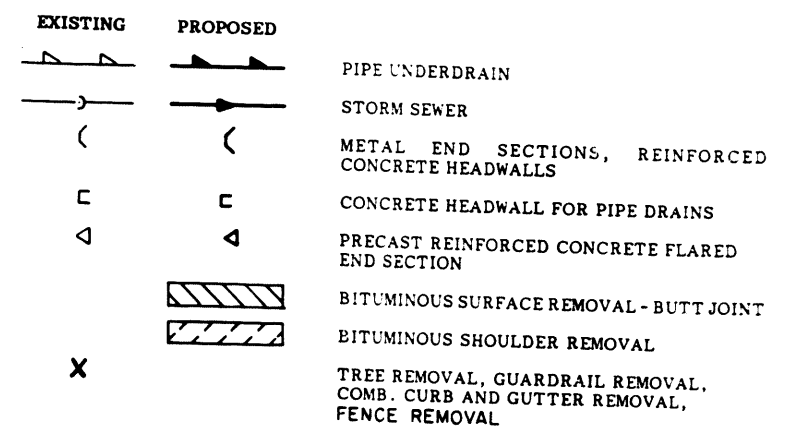 EXISTING PROPOSED
PIPE UNDERDRAIN
STORM SEWER
METAL END SECTIONS, REINFORCED
CONCRETE HEADWALLS
CONCRETE HEADWALL FOR PIPE DRAINS
PRECAST REINFORCED CONCRETE FLARED
END SECTION
BITUMINOUS SURFACE REMOVAL - BUTT JOINT
BITUMINOUS SHOULDER REMOVAL
TREE REMOVAL, GUARDRAIL REMOVAL,
COMB. CURB AND GUTTER REMOVAL,
FENCE REMOVAL